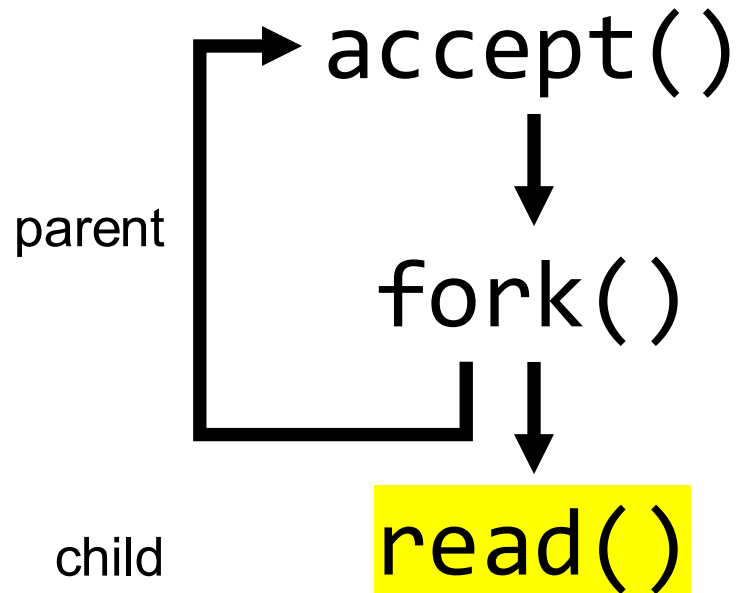 accept()
parent
fork()
child
read()